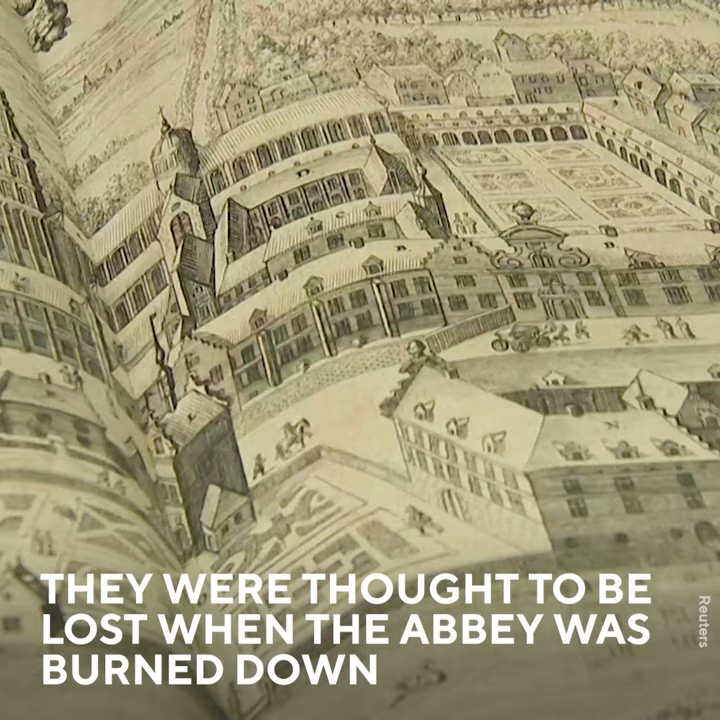 THEY WERE THOUGHT TO BE
LOST WHEN THE ABBEY WAS
BURNED DOWN
Reuters